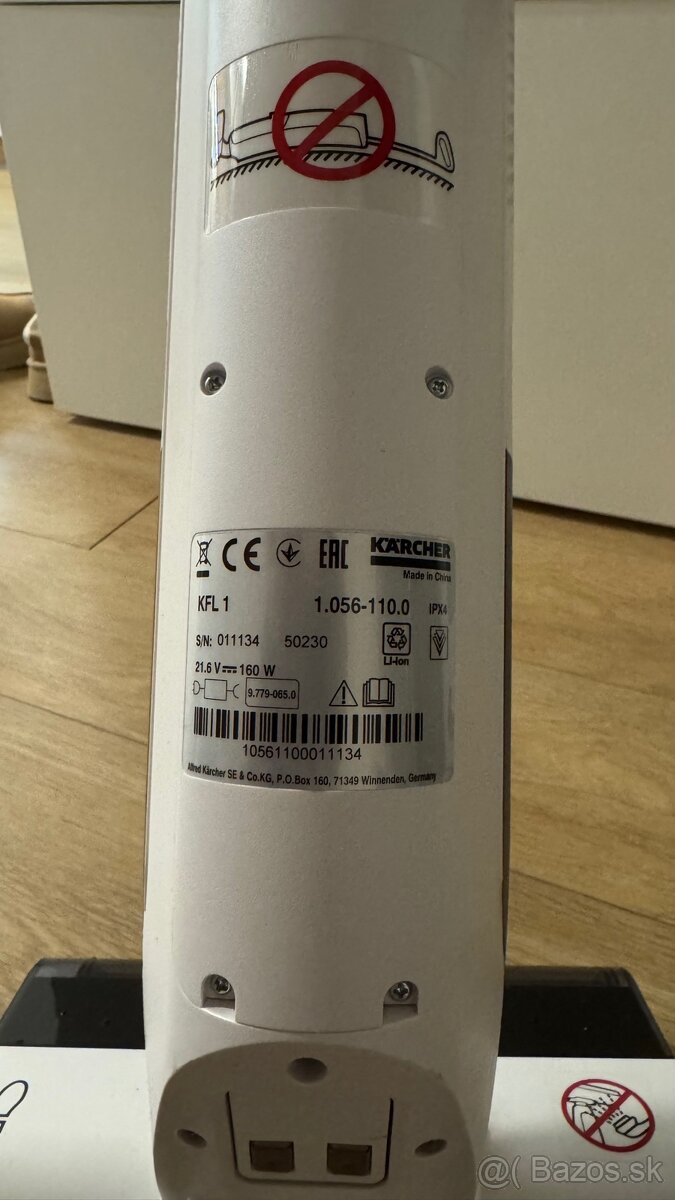 CE EAC KÄRCHER
Made in China
KFL 1 1.056-110.0 IPX4
S/N: 011134 50230
Li-Ion
21.6 V 160 W
9.779-065.0
10561100011134
Alfred Kärcher SE & Co.KG, P.O.Box 160, 71349 Winnenden, Germany
@( Bazos.sk